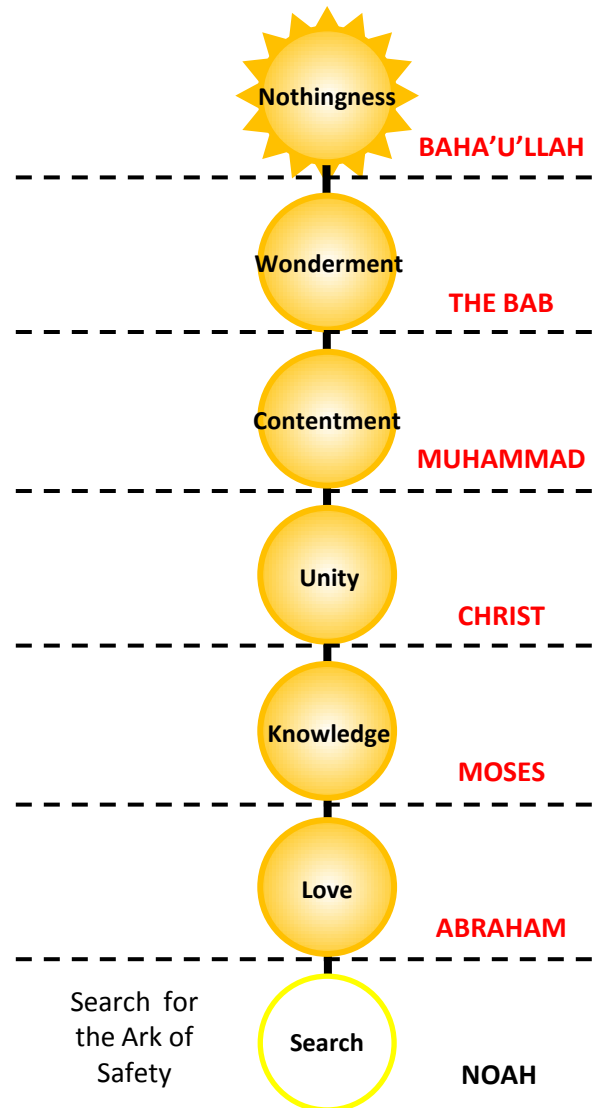 Nothingness
BAHA'U'LLAH
Wonderment
THE BAB
Contentment
MUHAMMAD
Unity
CHRIST
Knowledge
MOSES
Love
ABRAHAM
Search for
the Ark of
Safety
Search
NOAH